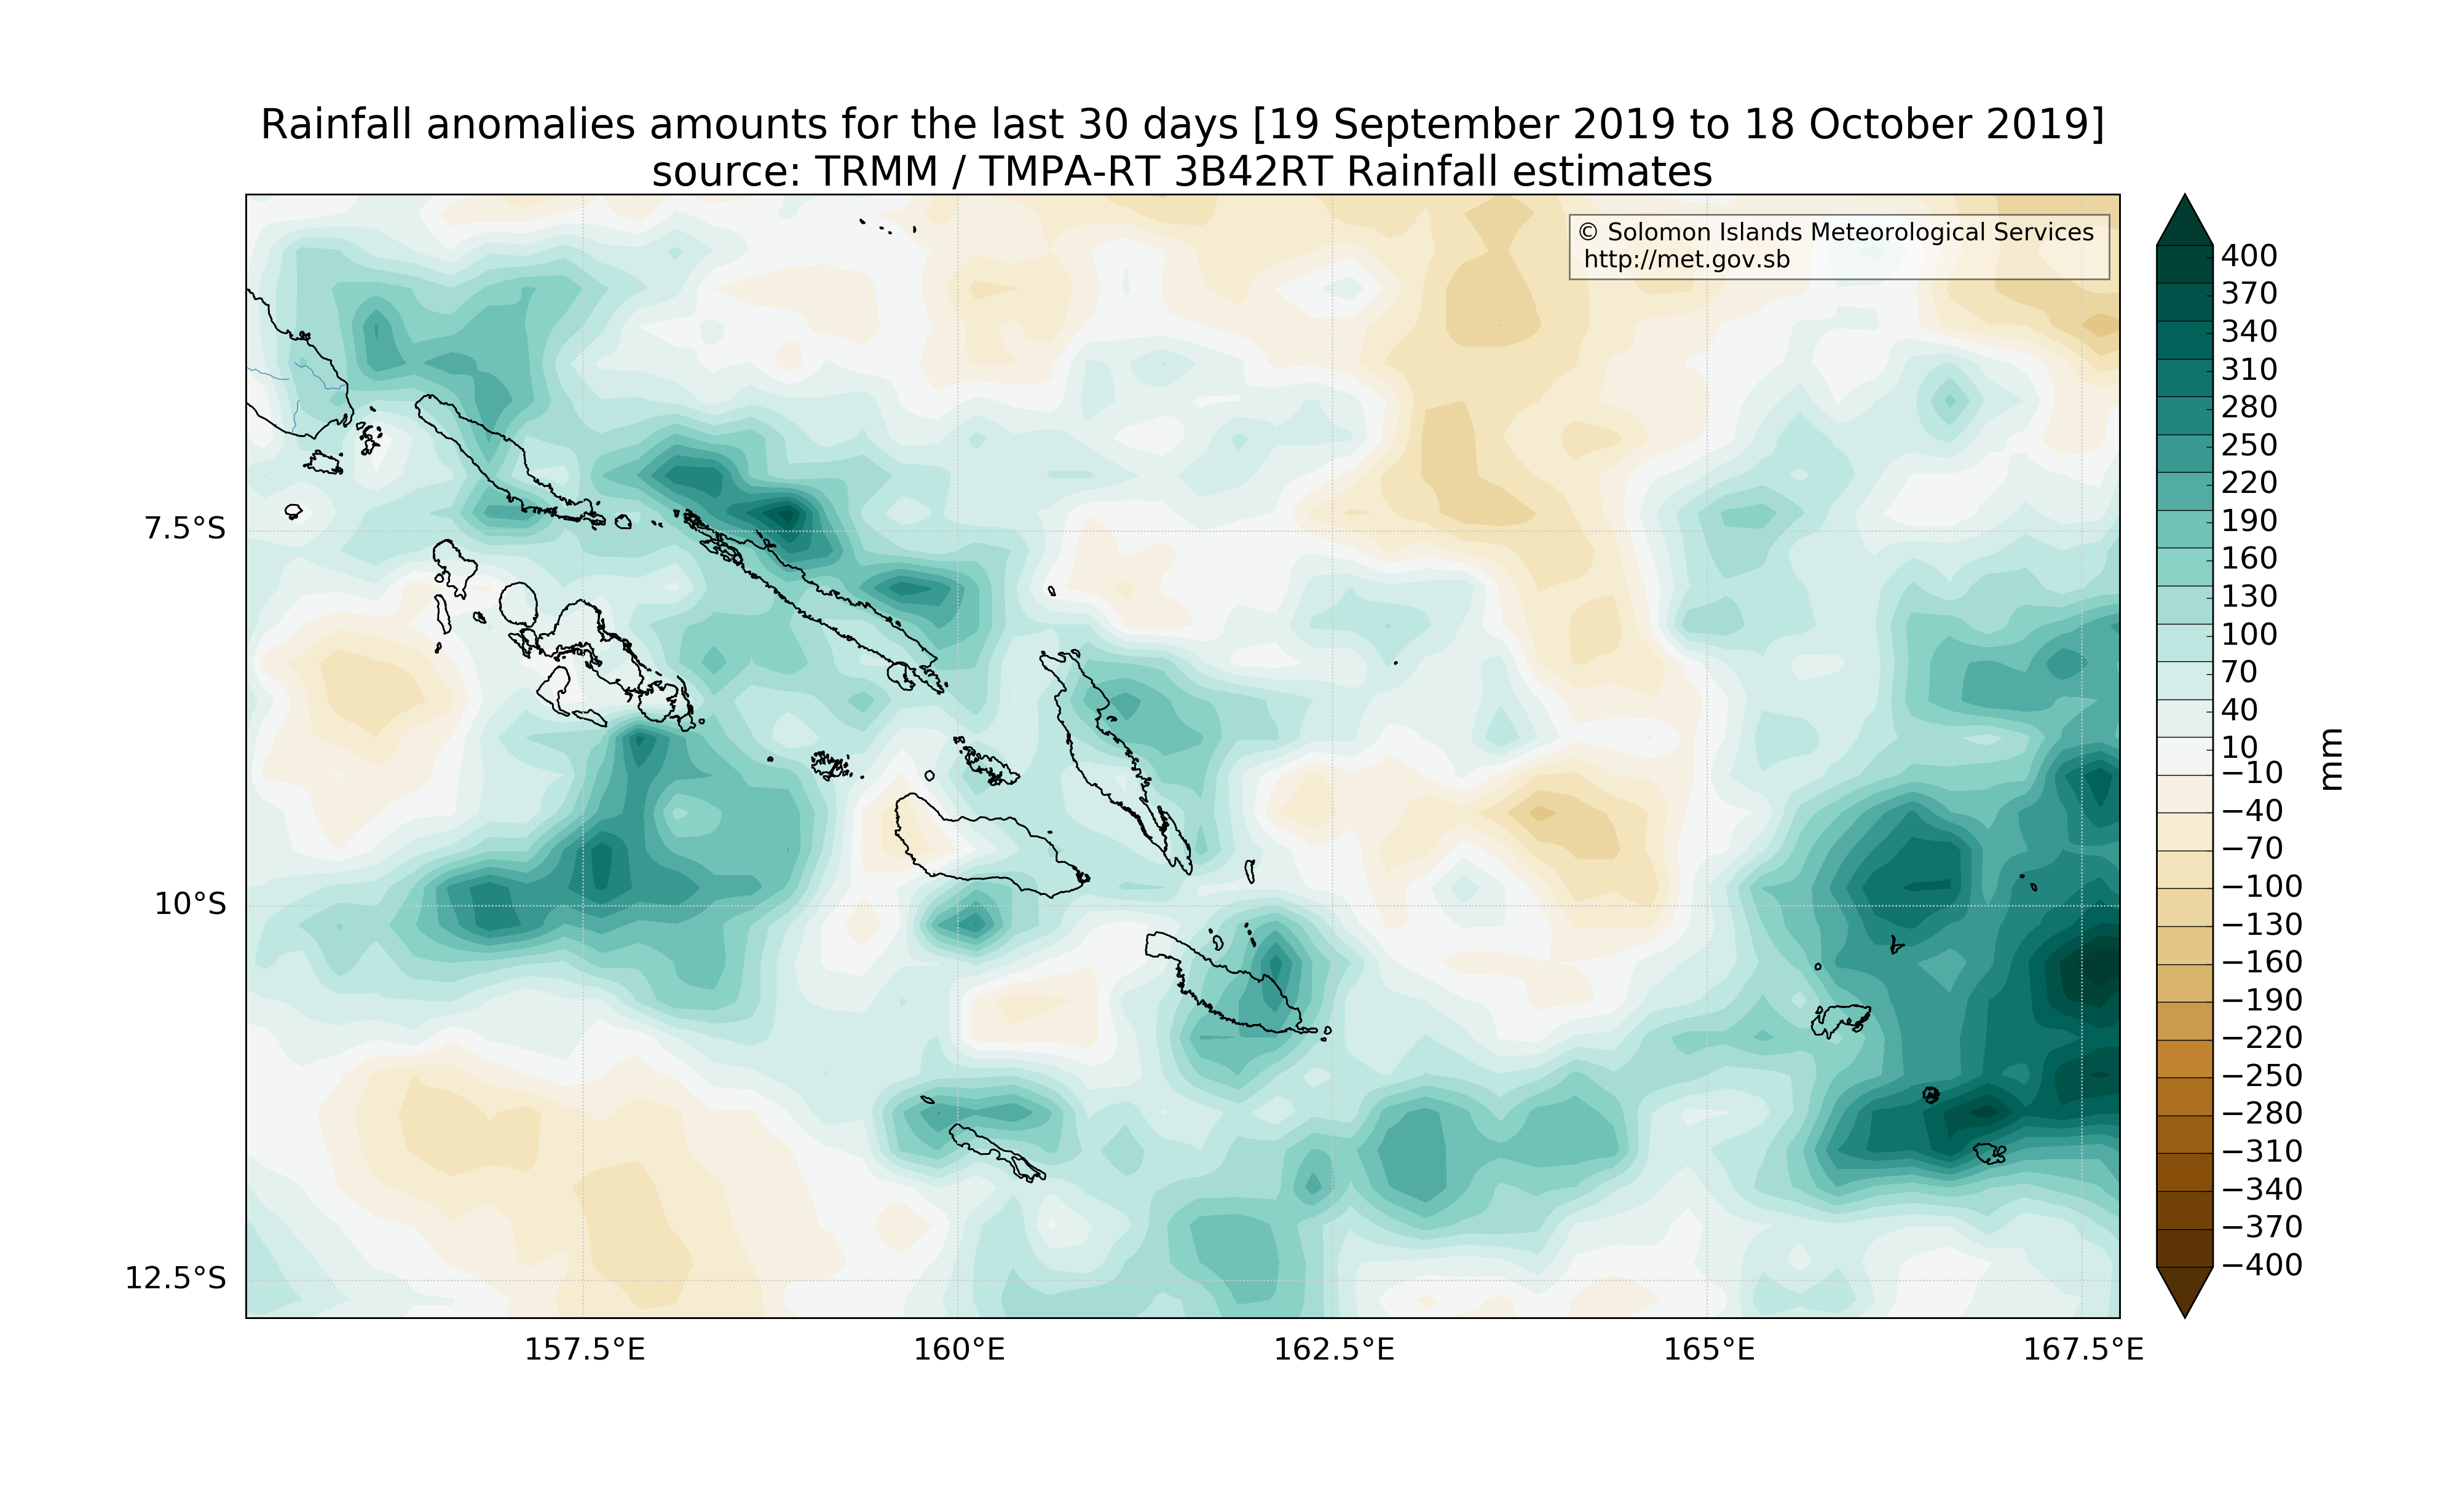 Rainfall anomalies amounts for the last 30 days [19 September 2019 to 18 October 2019]
source: TRMM / TMPA-RT 3B42RT Rainfall estimates
© Solomon Islands Meteorological Services
http://met.gov.sb
7.5°S
10°S
12.5°S
157.5°E
160°E
162.5°E
165°E
167.5°E
400
370
340
310
280
250
220
190
160
130
100
70
40
10
−10
−40
−70
−100
−130
−160
−190
−220
−250
−280
−310
−340
−370
−400
mm